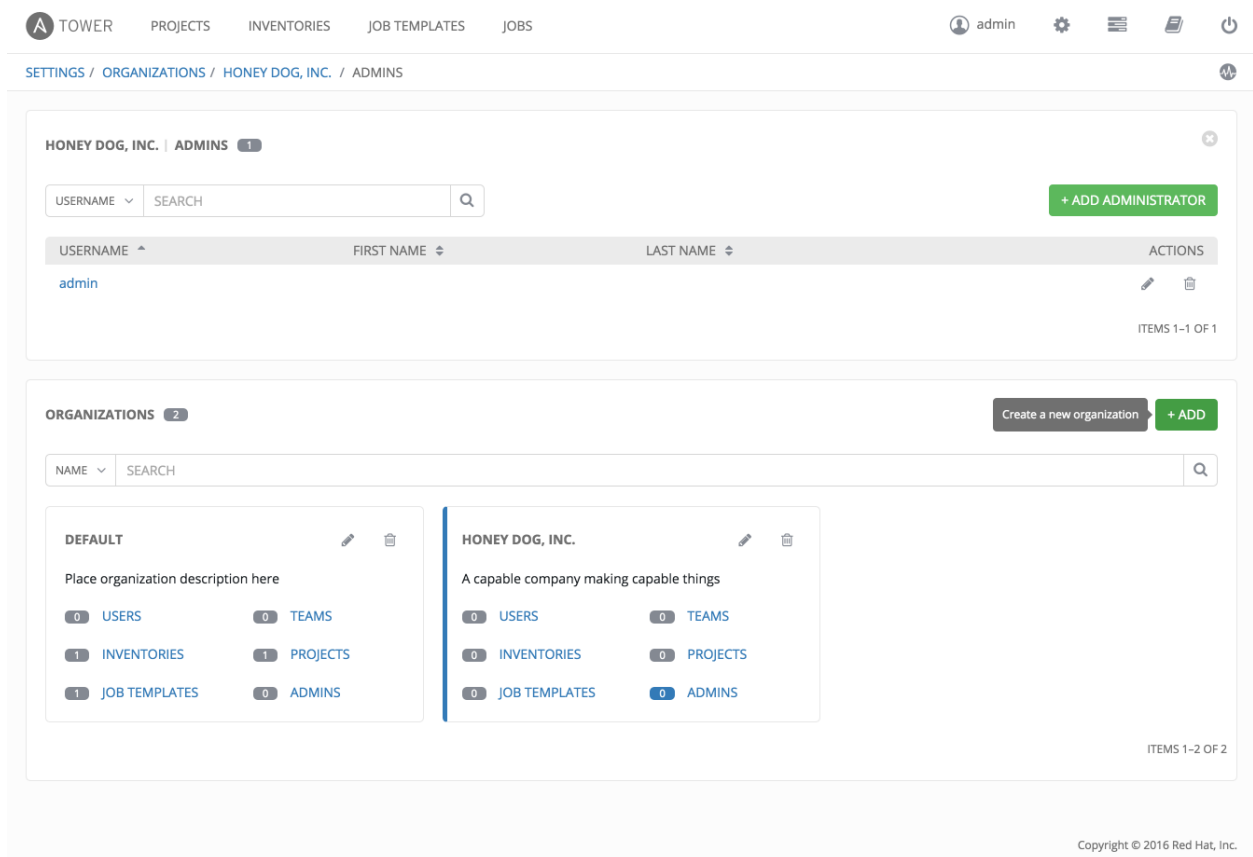 A TOWER PROJECTS INVENTORIES JOB TEMPLATES JOBS admin
SETTINGS / ORGANIZATIONS / HONEY DOG, INC. / ADMINS
HONEY DOG, INC. | ADMINS 1
USERNAME SEARCH + ADD ADMINISTRATOR
USERNAME FIRST NAME LAST NAME ACTIONS
admin
ITEMS 1–1 OF 1
ORGANIZATIONS 2 Create a new organization + ADD
NAME SEARCH
DEFAULT
Place organization description here
0 USERS 0 TEAMS
1 INVENTORIES 1 PROJECTS
1 JOB TEMPLATES 0 ADMINS
HONEY DOG, INC.
A capable company making capable things
0 USERS 0 TEAMS
0 INVENTORIES 0 PROJECTS
0 JOB TEMPLATES 0 ADMINS
ITEMS 1–2 OF 2
Copyright © 2016 Red Hat, Inc.